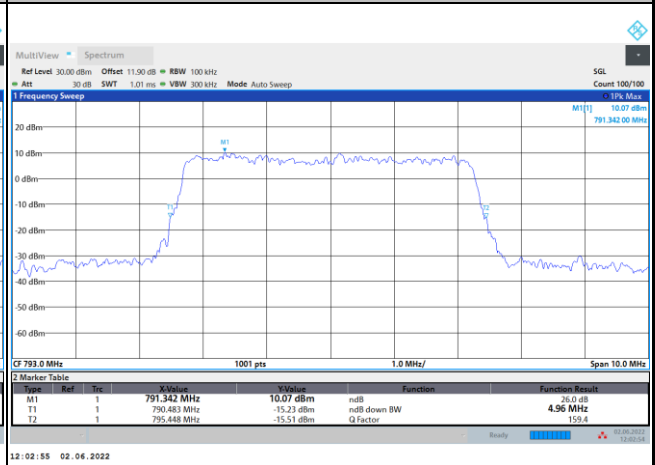 MultiView Spectrum
Ref Level 30.00 dBm Offset 11.90 dB RBW 100 kHz SGL
Att 30 dB SWT 1.01 ms VBW 300 kHz Mode Auto Sweep Count 100/100
1 Frequency Sweep 1Pk Max
M1[1] 10.07 dBm
791.342 00 MHz
20 dBm
M1
10 dBm
0 dBm
-10 dBm
T1
T2
-20 dBm
-30 dBm
-40 dBm
-50 dBm
-60 dBm
CF 793.0 MHz 1001 pts 1.0 MHz/ Span 10.0 MHz
2 Marker Table
Type Ref Trc X-Value Y-Value Function Function Result
M1 1 791.342 MHz 10.07 dBm ndB 26.0 dB
T1 1 790.483 MHz -15.23 dBm ndB down BW 4.96 MHz
T2 1 795.448 MHz -15.51 dBm Q Factor 159.4
Ready 02.06.2022
12:02:54
12:02:55 02.06.2022